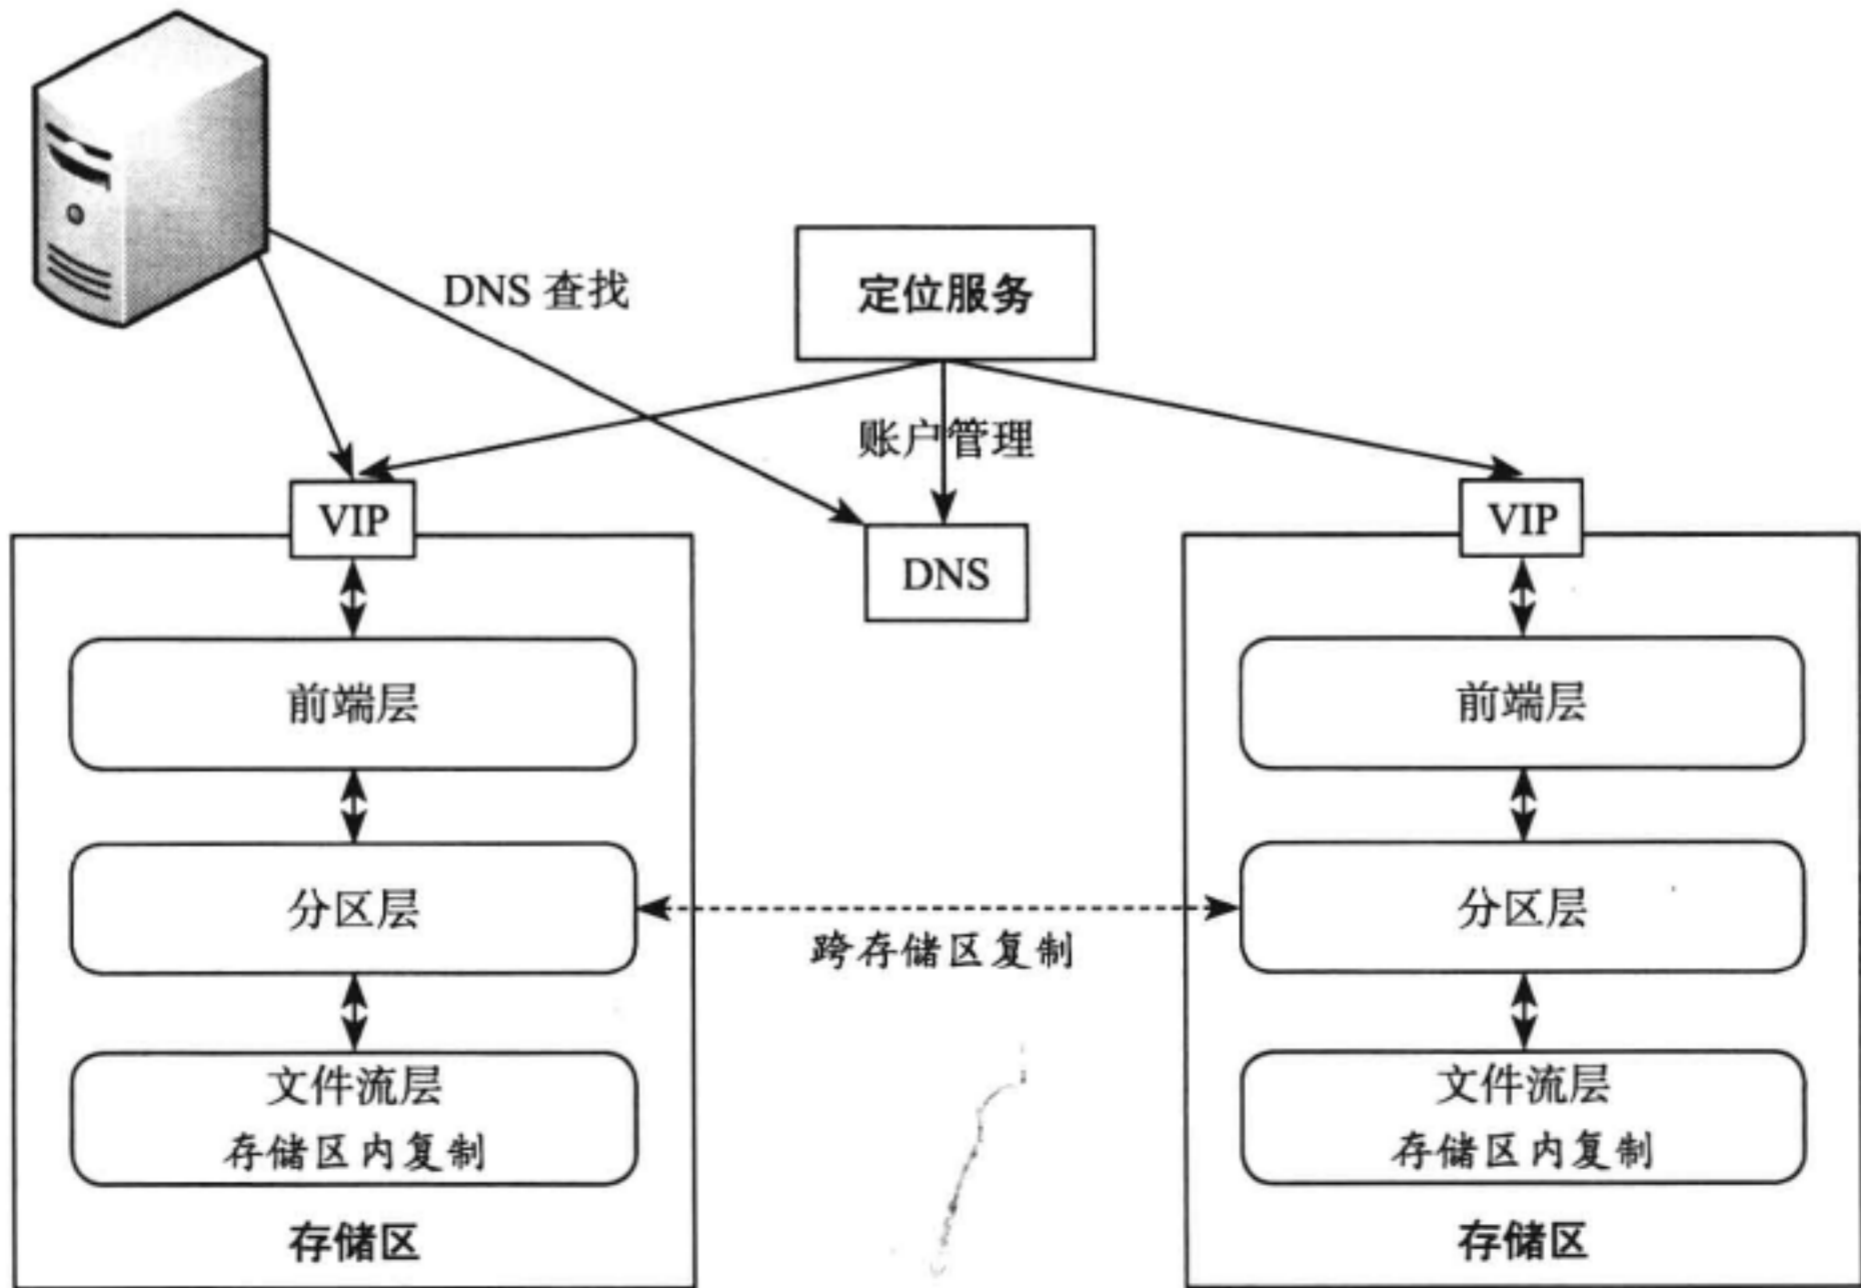 DNS 查找
定位服务
账户管理
VIP
VIP
DNS
前端层
前端层
分区层
分区层
跨存储区复制
文件流层
存储区内复制
文件流层
存储区内复制
存储区
存储区